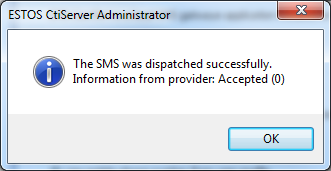 ESTOS CtiServer Administrator
The SMS was dispatched successfully.
Information from provider: Accepted (0)
OK